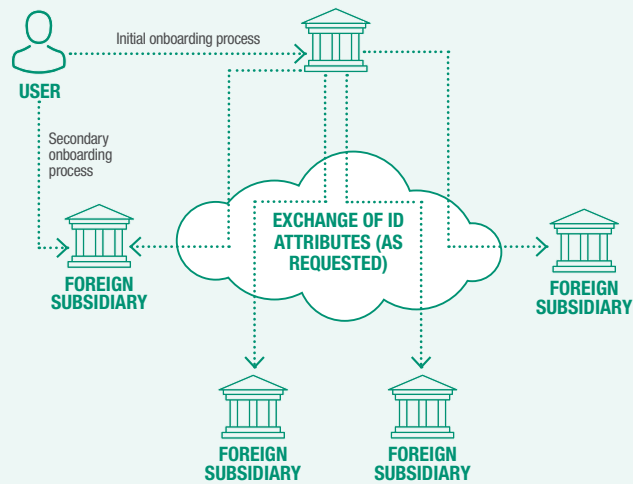 Initial onboarding process
USER
Secondary
onboarding
process
EXCHANGE OF ID
ATTRIBUTES (AS
REQUESTED)
FOREIGN
SUBSIDIARY
FOREIGN
SUBSIDIARY
FOREIGN
SUBSIDIARY
FOREIGN
SUBSIDIARY